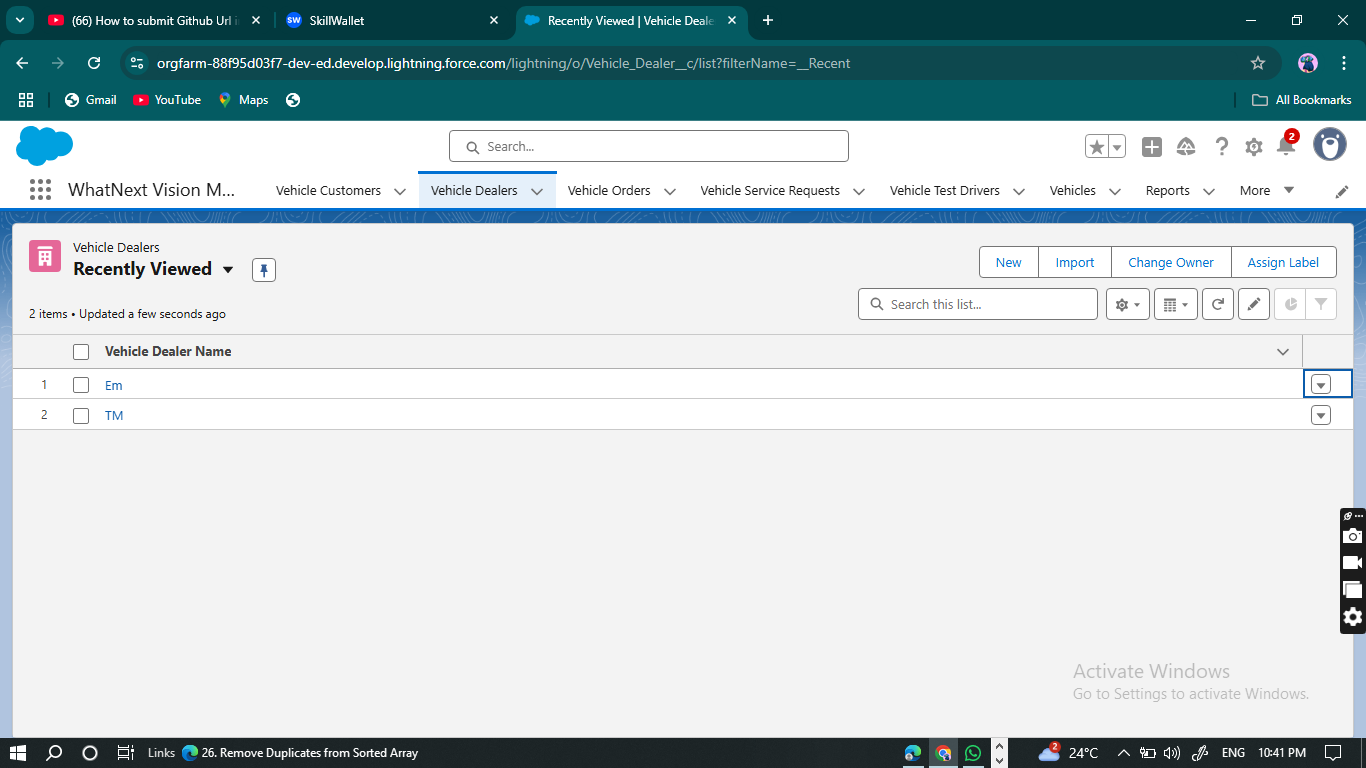 (66) How to submit Github Url i
SW SkillWallet
Recently Viewed | Vehicle Deale
orgfarm-88f95d03f7-dev-ed.develop.lightning.force.com/lightning/o/Vehicle_Dealer__c/list?filterName=__Recent
Gmail YouTube Maps All Bookmarks
Search...
2
WhatNext Vision M... Vehicle Customers Vehicle Dealers Vehicle Orders Vehicle Service Requests Vehicle Test Drivers Vehicles Reports More
Vehicle Dealers
Recently Viewed
New Import Change Owner Assign Label
2 items • Updated a few seconds ago
Search this list...
Vehicle Dealer Name
1 Em
2 TM
Activate Windows
Go to Settings to activate Windows.
Links 26. Remove Duplicates from Sorted Array 2 24°C ENG 10:41 PM